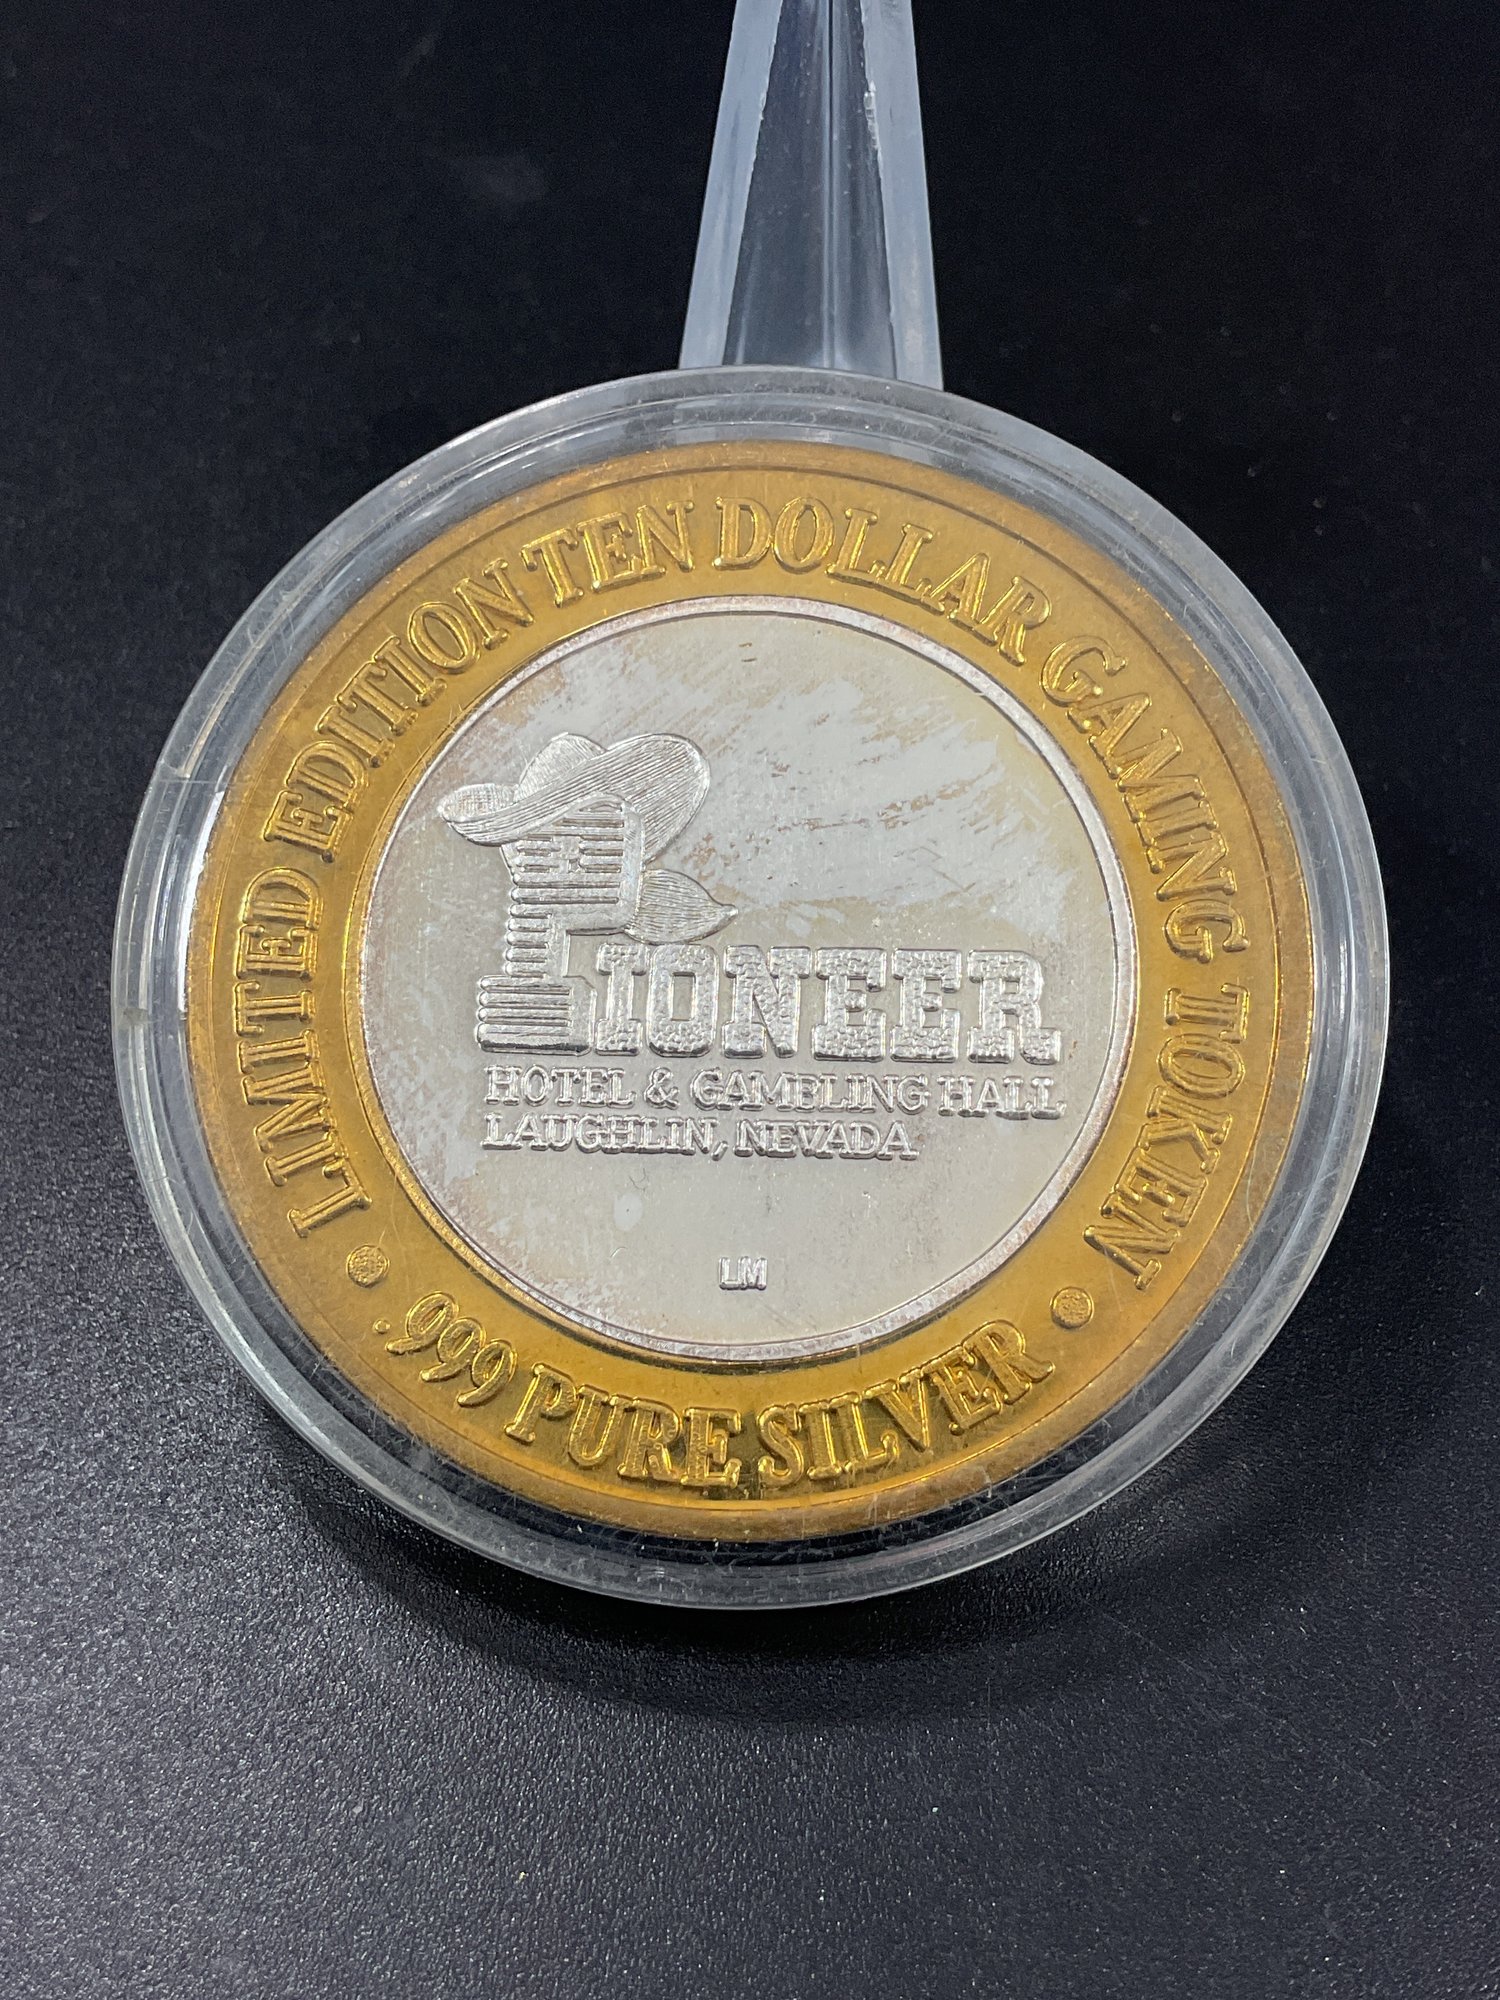 LIMITED EDITION TEN DOLLAR GAMING TOKEN
PIONEER
HOTEL & GAMBLING HALL
LAUGHLIN, NEVADA
LM
.999 PURE SILVER